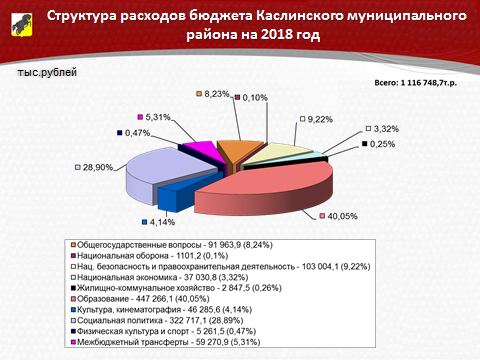 Структура расходов бюджета Каслинского муниципального
района на 2018 год
тыс.рублей
Всего: 1 116 748,7т.р.
8,23%
0,10%
5,31%
9,22%
0,47%
3,32%
0,25%
28,90%
4,14%
40,05%
Общегосударственные вопросы - 91 963,9 (8,24%)
Национальная оборона - 1101,2 (0,1%)
Нац. безопасность и правоохранительная деятельность - 103 004,1 (9,22%)
Национальная экономика - 37 030,8 (3,32%)
Жилищно-коммунальное хозяйство - 2 847,5 (0,26%)
Образование - 447 266,1 (40,05%)
Культура, кинематография - 46 285,6 (4,14%)
Социальная политика - 322 717,1 (28,89%)
Физическая культура и спорт - 5 261,5 (0,47%)
Межбюджетный трансферты - 59 270,9 (5,31%)